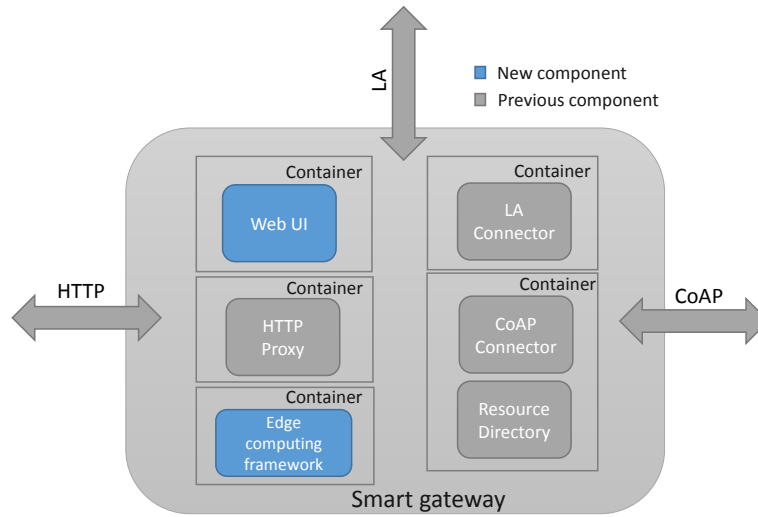 LA
New component
Previous component
Container
Web UI
Container
LA
Connector
HTTP
Container
HTTP
Proxy
Container
CoAP
Connector
CoAP
Container
Edge
computing
framework
Resource
Directory
Smart gateway